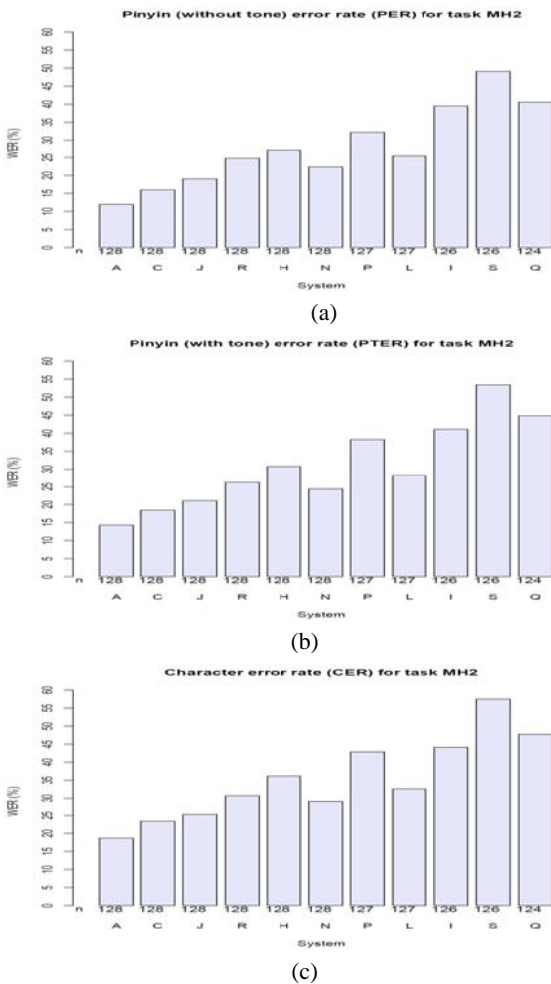 Pinyin (without tone) error rate (PER) for task MH2
WER (%)
0 5 10 15 20 25 30 35 40 45 50 55 60
n 128 128 128 128 128 128 127 127 126 126 124
A C J R H N P L I S Q
System
(a)
Pinyin (with tone) error rate (PTER) for task MH2
WER (%)
0 5 10 15 20 25 30 35 40 45 50 55 60
n 128 128 128 128 128 128 127 127 126 126 124
A C J R H N P L I S Q
System
(b)
Character error rate (CER) for task MH2
WER (%)
0 5 10 15 20 25 30 35 40 45 50 55 60
n 128 128 128 128 128 128 127 127 126 126 124
A C J R H N P L I S Q
System
(c)